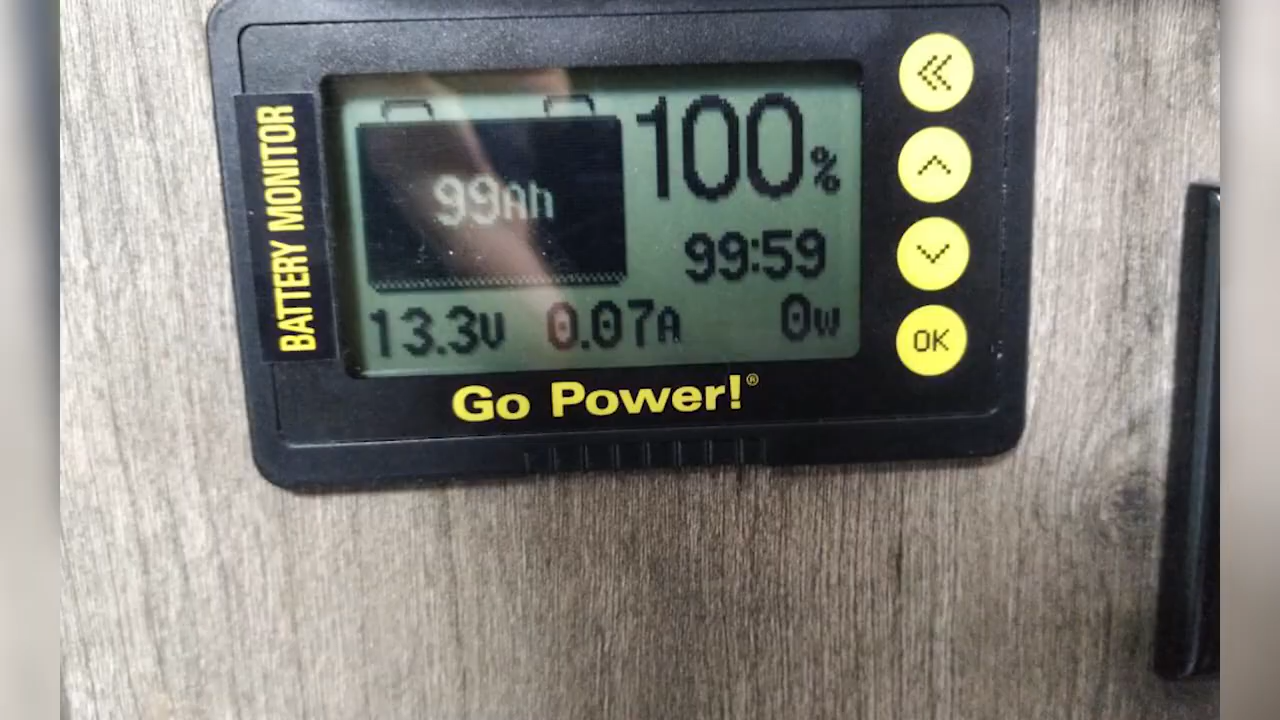 BATTERY MONITOR
99Ah
100%
99:59
13.3V 0.07A 0W
OK
Go Power!®